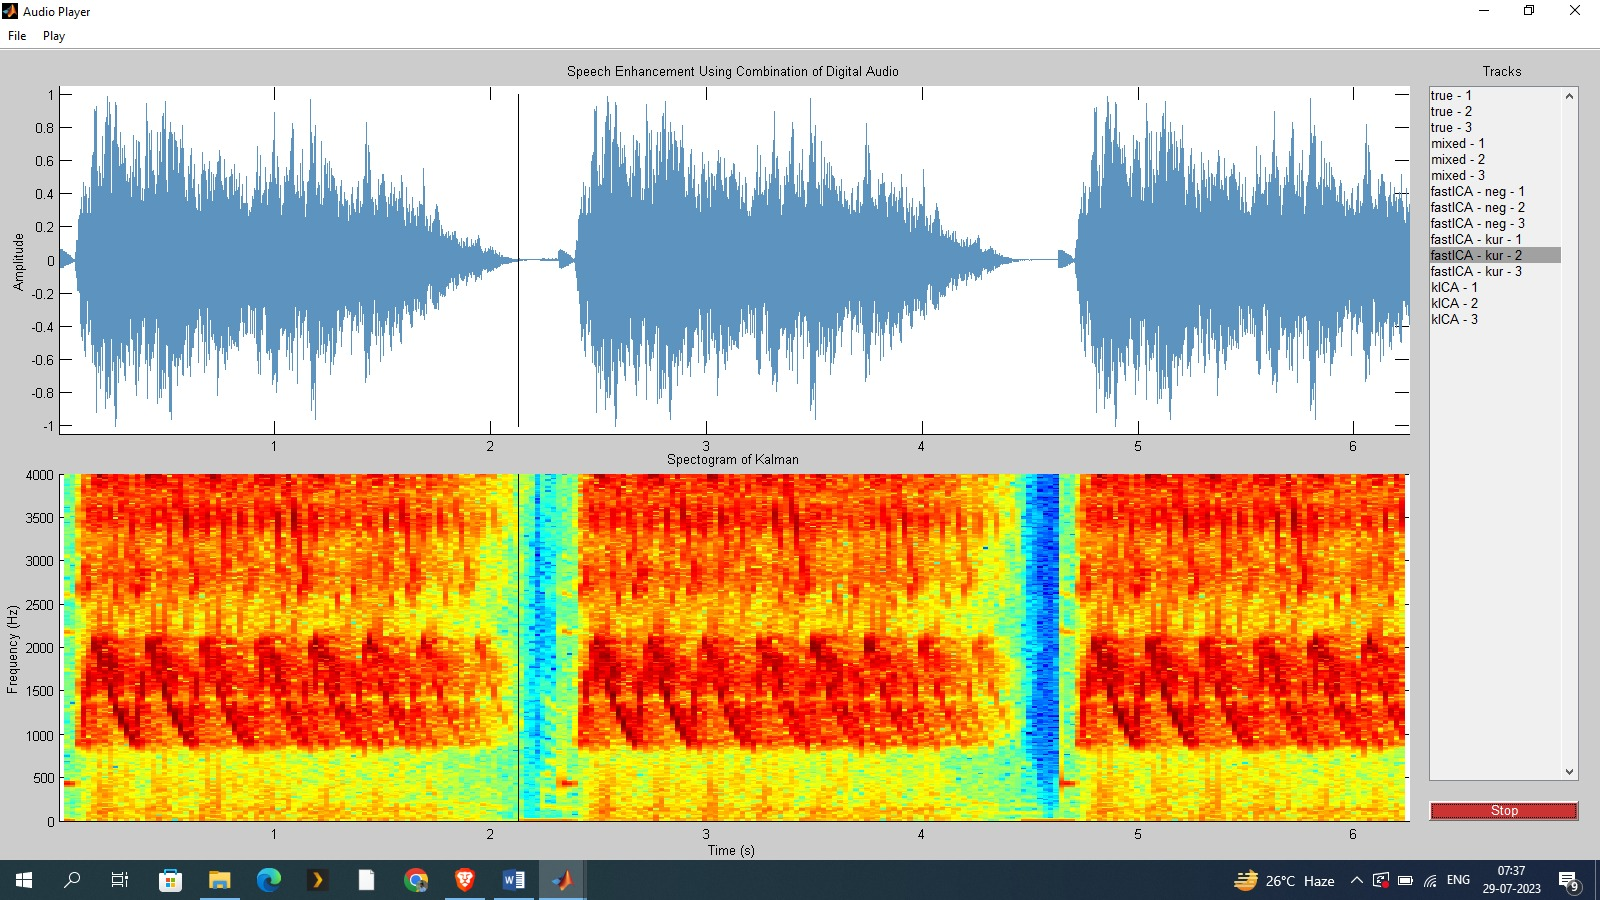 Audio Player
File Play
Speech Enhancement Using Combination of Digital Audio
Tracks
1
0.8
0.6
0.4
0.2
0
-0.2
-0.4
-0.6
-0.8
-1
Amplitude
1 2 3 4 5 6
true - 1
true - 2
true - 3
mixed - 1
mixed - 2
mixed - 3
fastICA - neg - 1
fastICA - neg - 2
fastICA - neg - 3
fastICA - kur - 1
fastICA - kur - 2
fastICA - kur - 3
kICA - 1
kICA - 2
kICA - 3
Spectogram of Kalman
4000
3500
3000
2500
2000
1500
1000
500
0
Frequency (Hz)
1 2 3 4 5 6
Time (s)
Stop
26°C Haze
ENG
07:37
29-07-2023
9